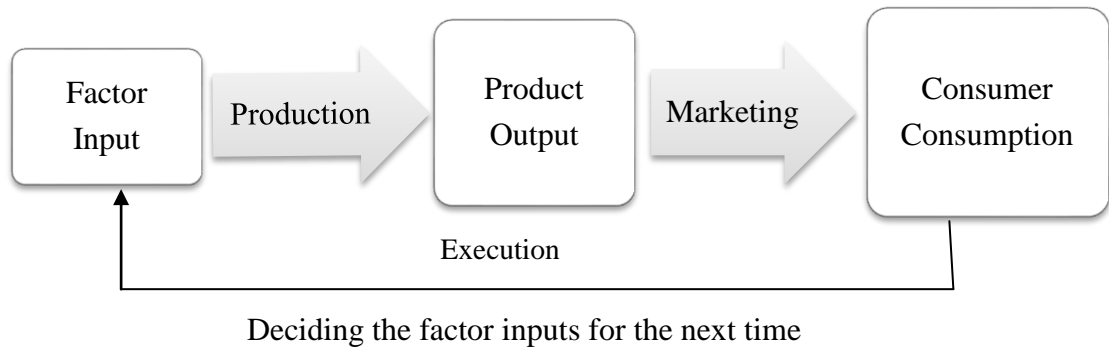 Factor
Input
Production
Product
Output
Marketing
Consumer
Consumption
Execution
Deciding the factor inputs for the next time